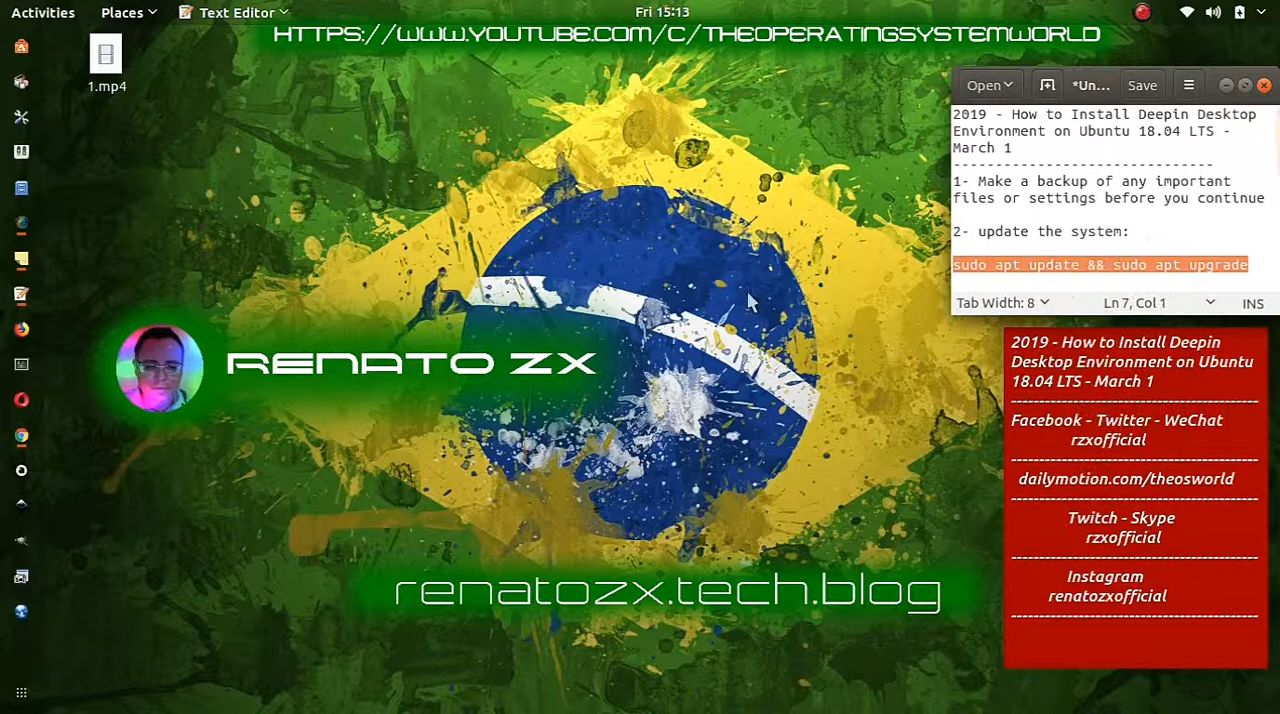 Activities Places Text Editor Fri 15:13
HTTPS://WWW.YOUTUBE.COM/C/THEOPERATINGSYSTEMWORLD
1.mp4
Open *Un... Save
2019 - How to Install Deepin Desktop
Environment on Ubuntu 18.04 LTS -
March 1
-------------------------------
1- Make a backup of any important
files or settings before you continue
2- update the system:
sudo apt update && sudo apt upgrade
Tab Width: 8 Ln 7, Col 1 INS
RENATO ZX
renatozx.tech.blog
2019 - How to Install Deepin
Desktop Environment on Ubuntu
18.04 LTS - March 1
--------------------------------------------
Facebook - Twitter - WeChat
rzxofficial
--------------------------------------------
dailymotion.com/theosworld
--------------------------------------------
Twitch - Skype
rzxofficial
--------------------------------------------
Instagram
renatozxofficial
--------------------------------------------